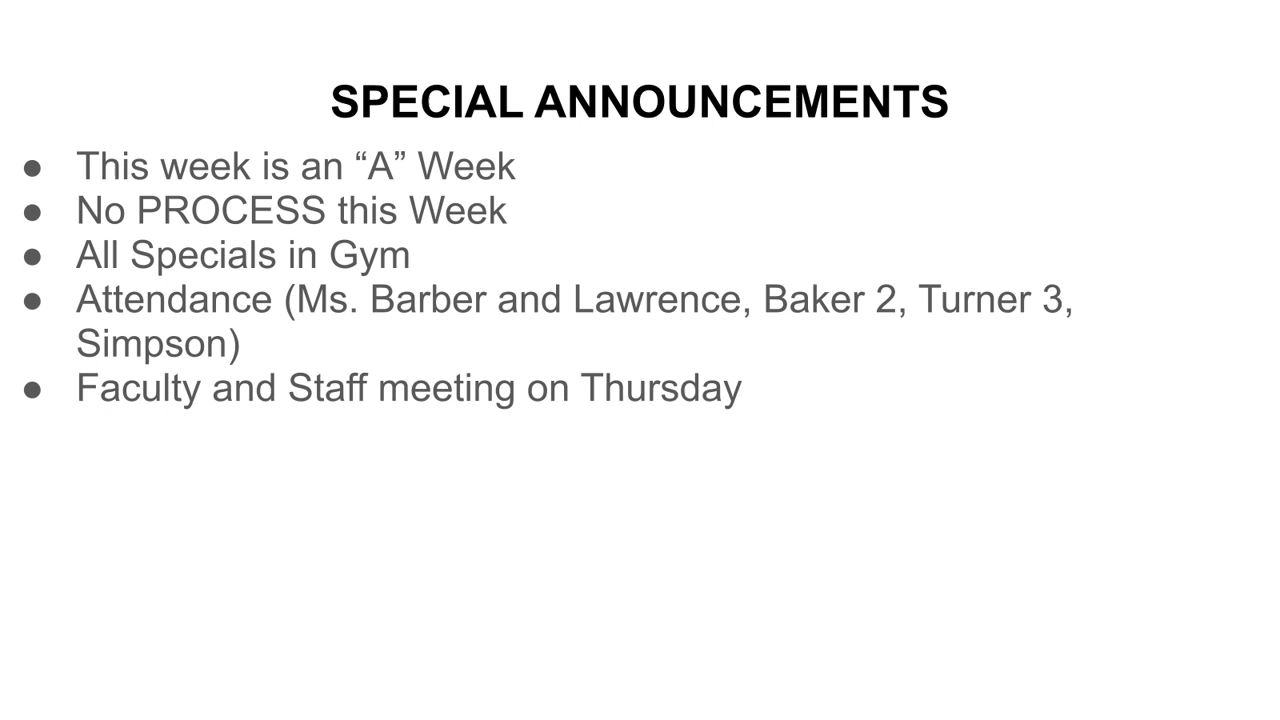 SPECIAL ANNOUNCEMENTS
● This week is an “A” Week
● No PROCESS this Week
● All Specials in Gym
● Attendance (Ms. Barber and Lawrence, Baker 2, Turner 3,
Simpson)
● Faculty and Staff meeting on Thursday